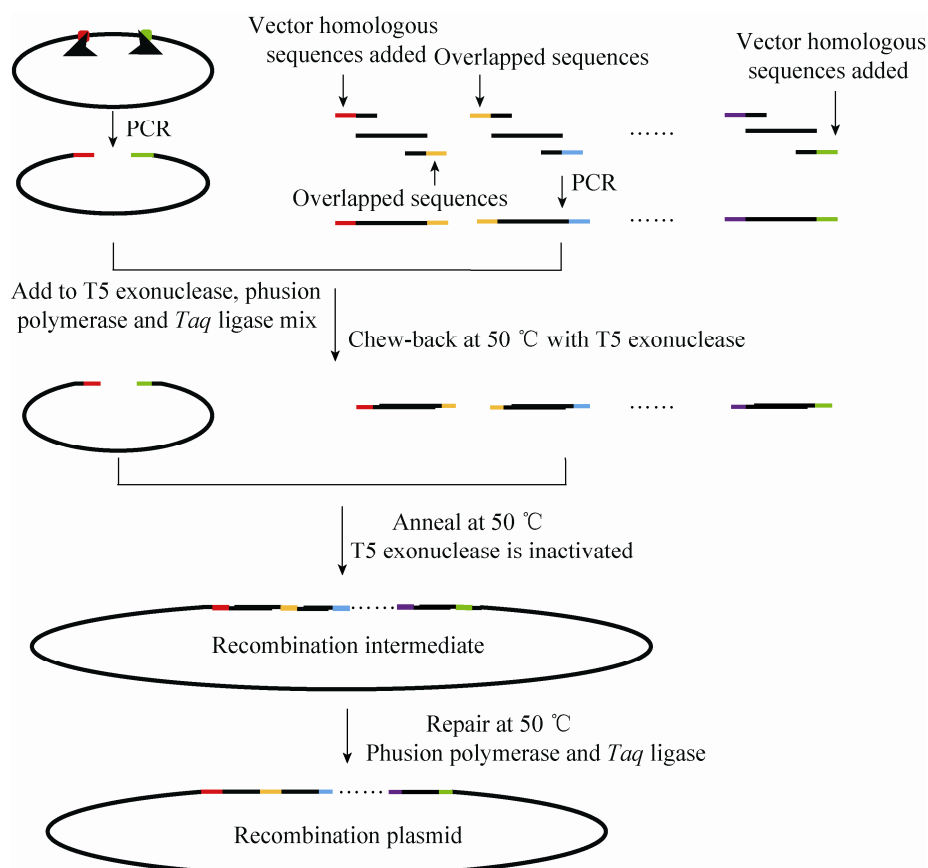 Vector homologous
sequences added
Overlapped sequences
Vector homologous
sequences added
PCR
......
Overlapped sequences
PCR
......
Add to T5 exonuclease, phusion
polymerase and Taq ligase mix
Chew-back at 50 ℃ with T5 exonuclease
......
Anneal at 50 ℃
T5 exonuclease is inactivated
......
Recombination intermediate
Repair at 50 ℃
Phusion polymerase and Taq ligase
......
Recombination plasmid